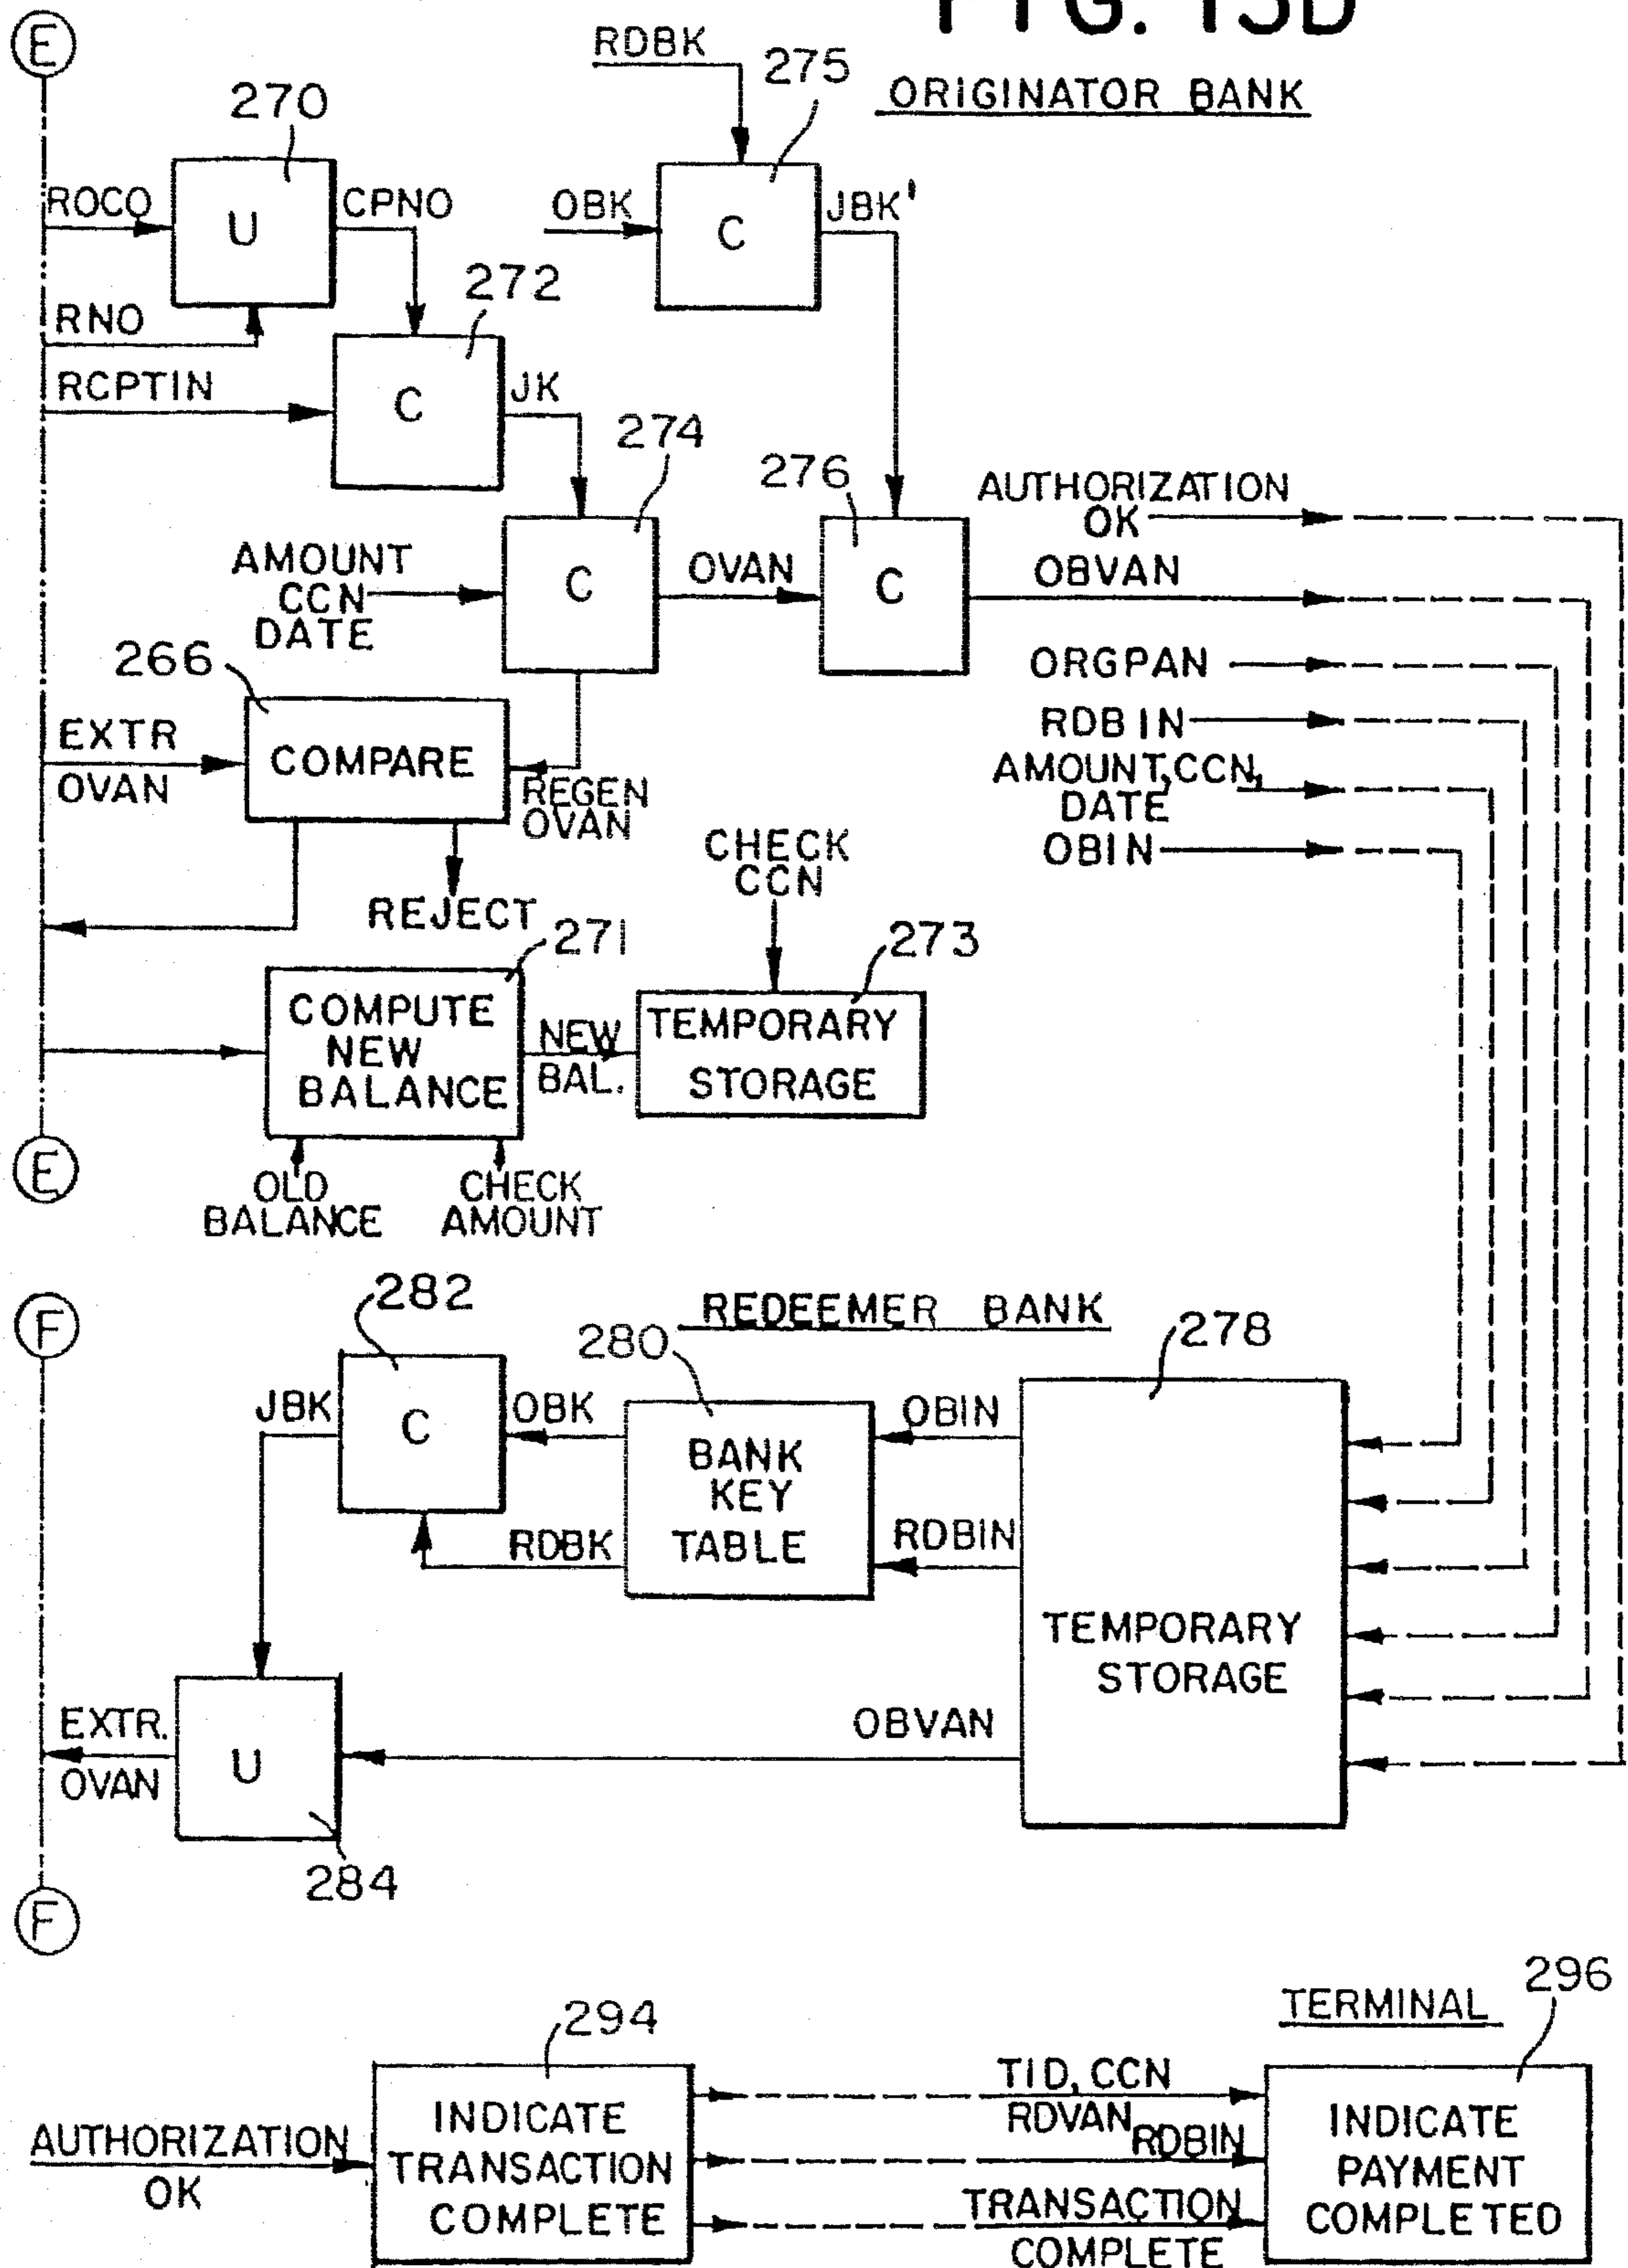 FIG. 13D
E
RDBK
275
ORIGINATOR BANK
270
ROCO
U
CPNO
OBK
C
JBK'
RNO
272
RCPTIN
C
JK
274
276
AUTHORIZATION
OK
AMOUNT
CCN
DATE
C
OVAN
C
OBVAN
266
ORGPAN
EXTR
OVAN
COMPARE
REGEN
OVAN
RDBIN
AMOUNT, CCN,
DATE
OBIN
REJECT
CHECK
CCN
271
273
COMPUTE
NEW
BALANCE
NEW
BAL.
TEMPORARY
STORAGE
E
OLD
BALANCE
CHECK
AMOUNT
F
282
REDEEMER BANK
280
278
JBK
C
OBK
BANK
KEY
TABLE
OBIN
RDBK
RDBIN
TEMPORARY
STORAGE
EXTR.
OVAN
U
OBVAN
284
F
294
TERMINAL
296
AUTHORIZATION
OK
INDICATE
TRANSACTION
COMPLETE
TID, CCN
RDVAN
RDBIN
TRANSACTION
COMPLETE
INDICATE
PAYMENT
COMPLETED